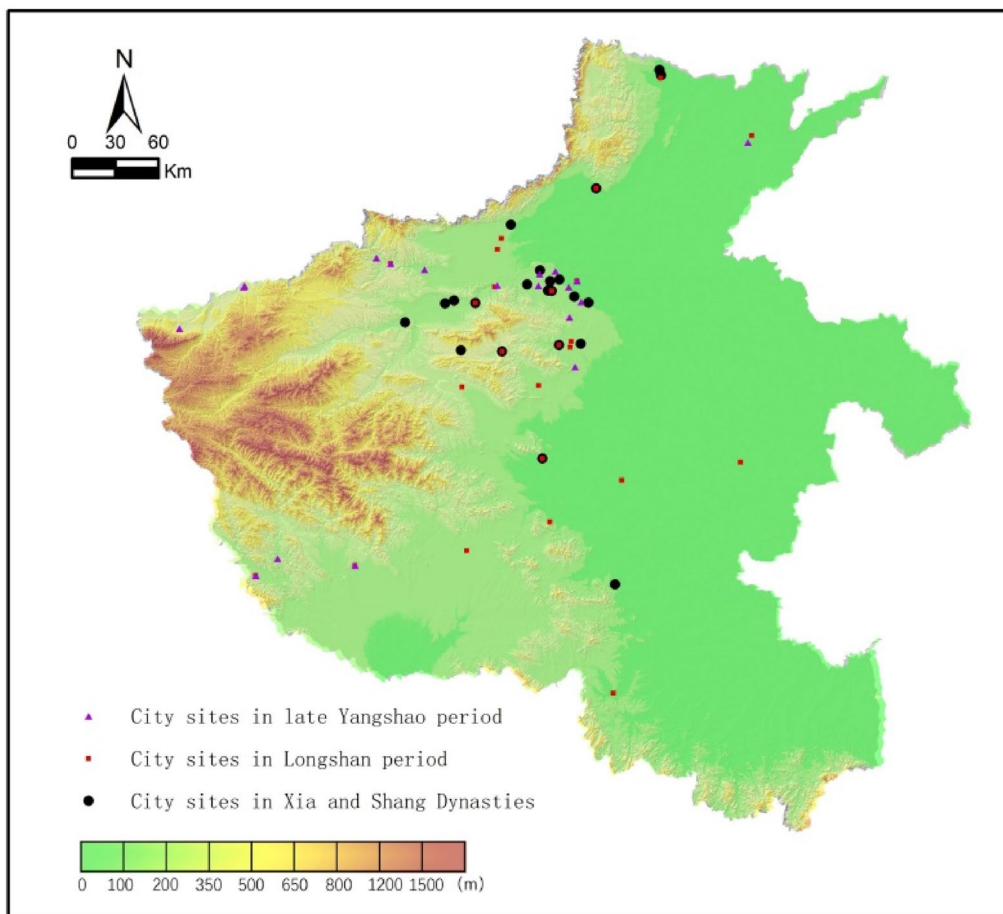 N
0 30 60
Km
City sites in late Yangshao period
City sites in Longshan period
City sites in Xia and Shang Dynasties
0 100 200 350 500 650 800 1200 1500 (m)